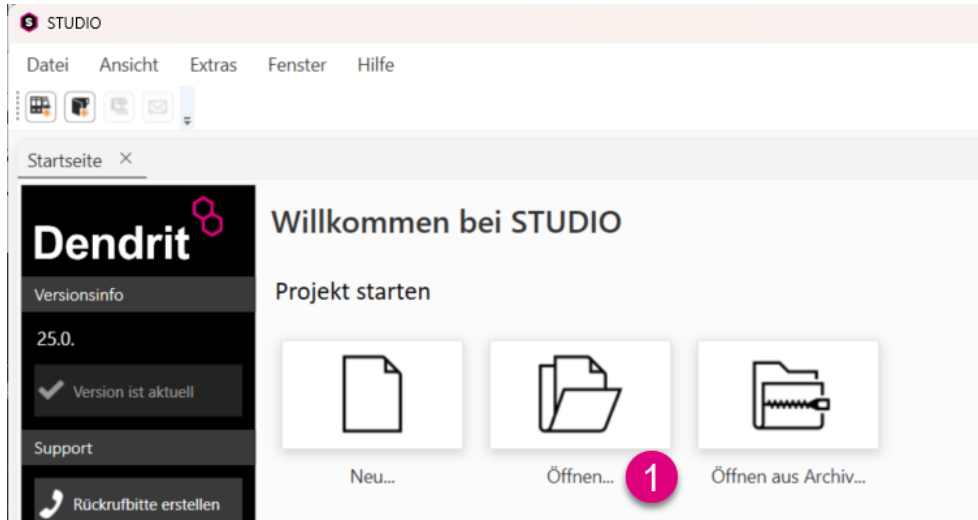 STUDIO
Datei Ansicht Extras Fenster Hilfe
Startseite
Dendrit
Willkommen bei STUDIO
Versionsinfo
Projekt starten
25.0.
Version ist aktuell
Support
Neu...
Öffnen...
1
Öffnen aus Archiv...
Rückrufbitte erstellen